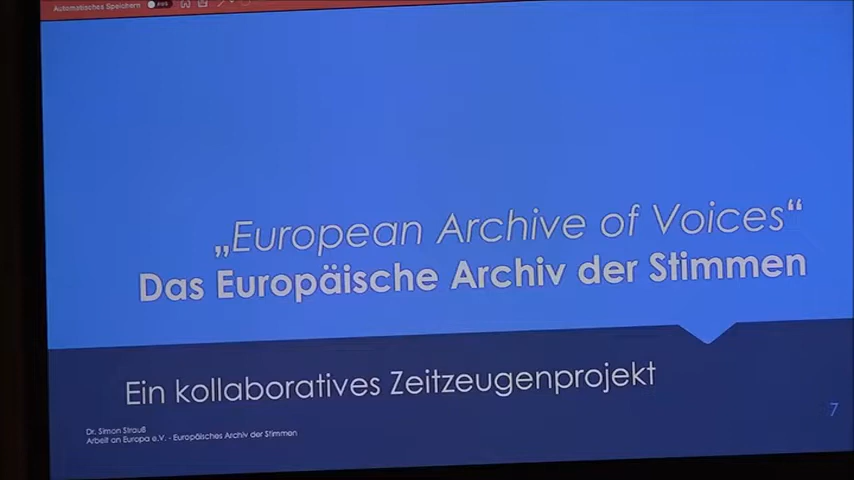 Automatisches Speichern
„European Archive of Voices“
Das Europäische Archiv der Stimmen
Ein kollaboratives Zeitzeugenprojekt
Dr. Simon Strauß
Arbeit an Europa e.V. - Europäisches Archiv der Stimmen
7